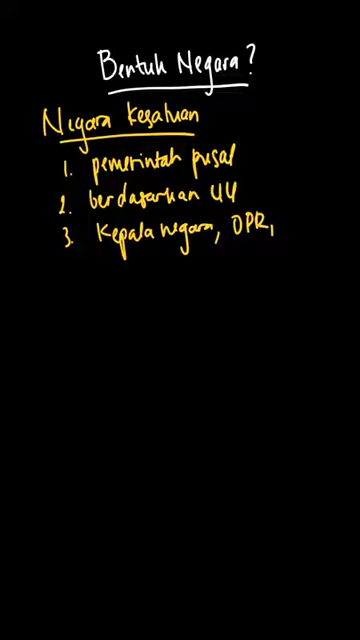 Bentuk Negara?
Negara Kesatuan
1. pemerintah pusat
2. berdasarkan UU
3. Kepala negara, DPR,